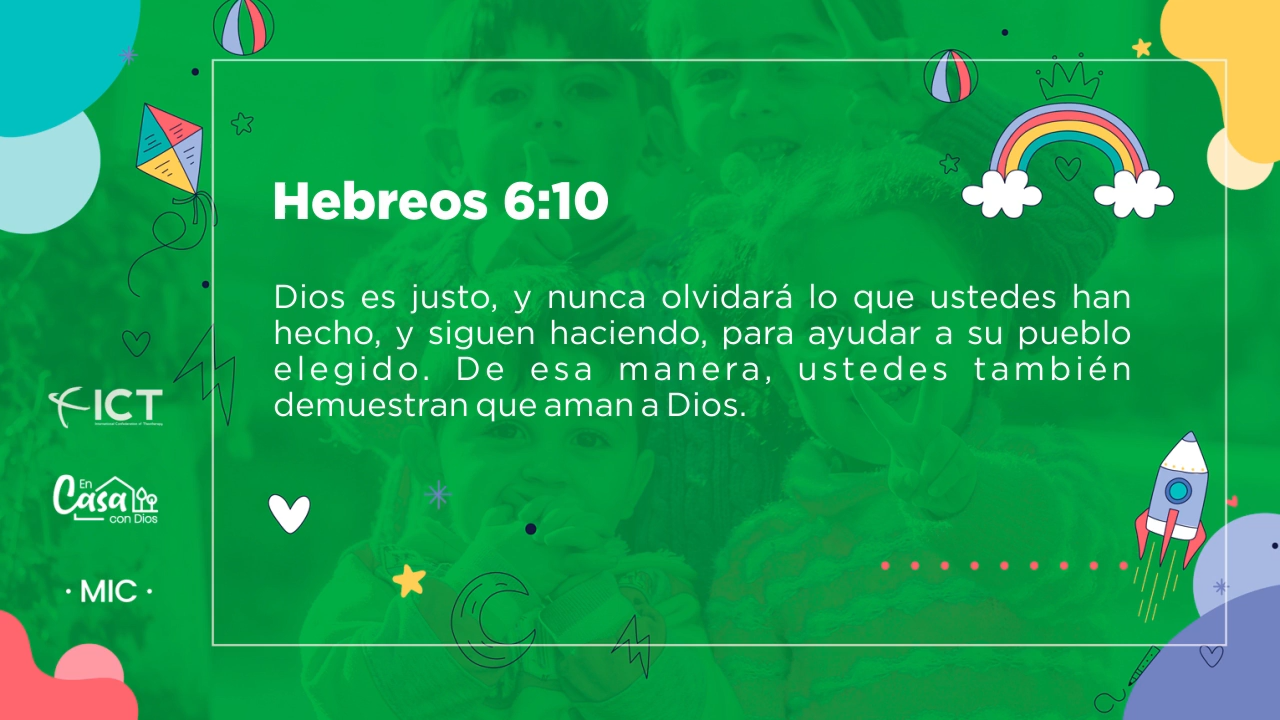 Hebreos 6:10
Dios es justo, y nunca olvidará lo que ustedes han
hecho, y siguen haciendo, para ayudar a su pueblo
elegido. De esa manera, ustedes también
demuestran que aman a Dios.
ICT
En
Casa
con Dios
· MIC ·